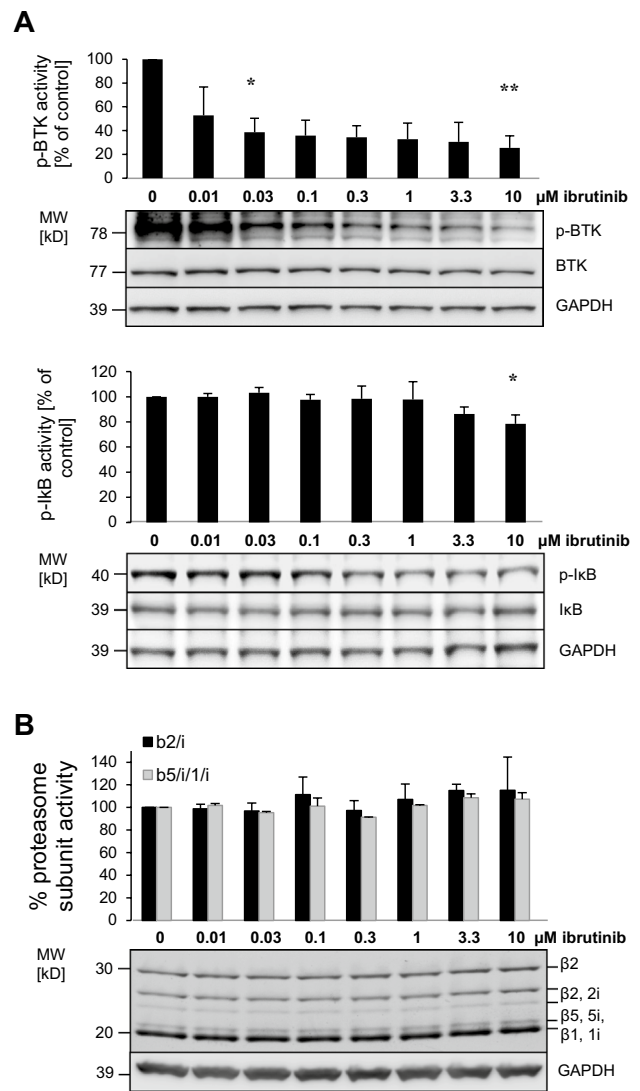 A
p-BTK activity
[% of control]
100
80
60
40
20
0
*
**
0 0.01 0.03 0.1 0.3 1 3.3 10 µM ibrutinib
MW
[kD]
78
p-BTK
77
BTK
39
GAPDH
p-IkB activity [% of
control]
120
100
80
60
40
20
0
*
0 0.01 0.03 0.1 0.3 1 3.3 10 µM ibrutinib
MW
[kD]
40
p-IκB
39
IκB
39
GAPDH
B
b2/i
b5/i/1/i
% proteasome
subunit activity
140
120
100
80
60
40
20
0
0 0.01 0.03 0.1 0.3 1 3.3 10 µM ibrutinib
MW
[kD]
30
β2
β2, 2i
β5, 5i,
20
β1, 1i
39
GAPDH